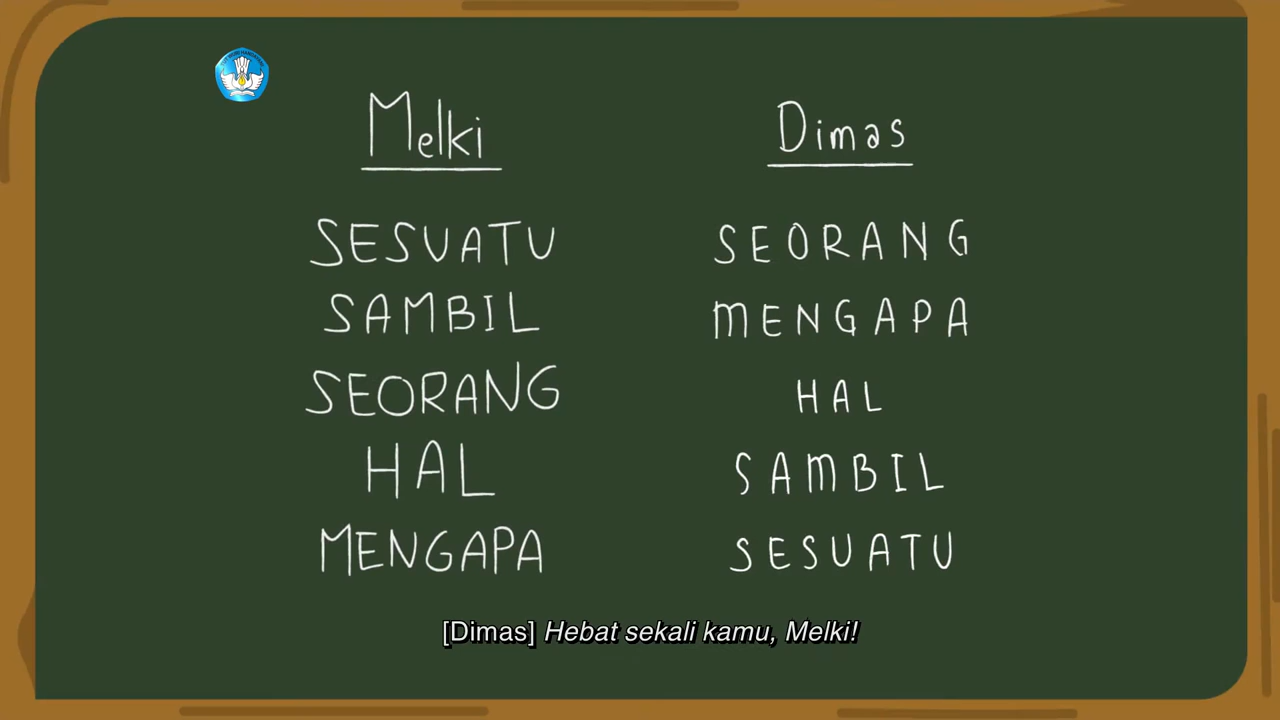 Melki
SESUATU
SAMBIL
SEORANG
HAL
MENGAPA
Dimas
SEORANG
MENGAPA
HAL
SAMBIL
SESUATU
[Dimas] Hebat sekali kamu, Melki!